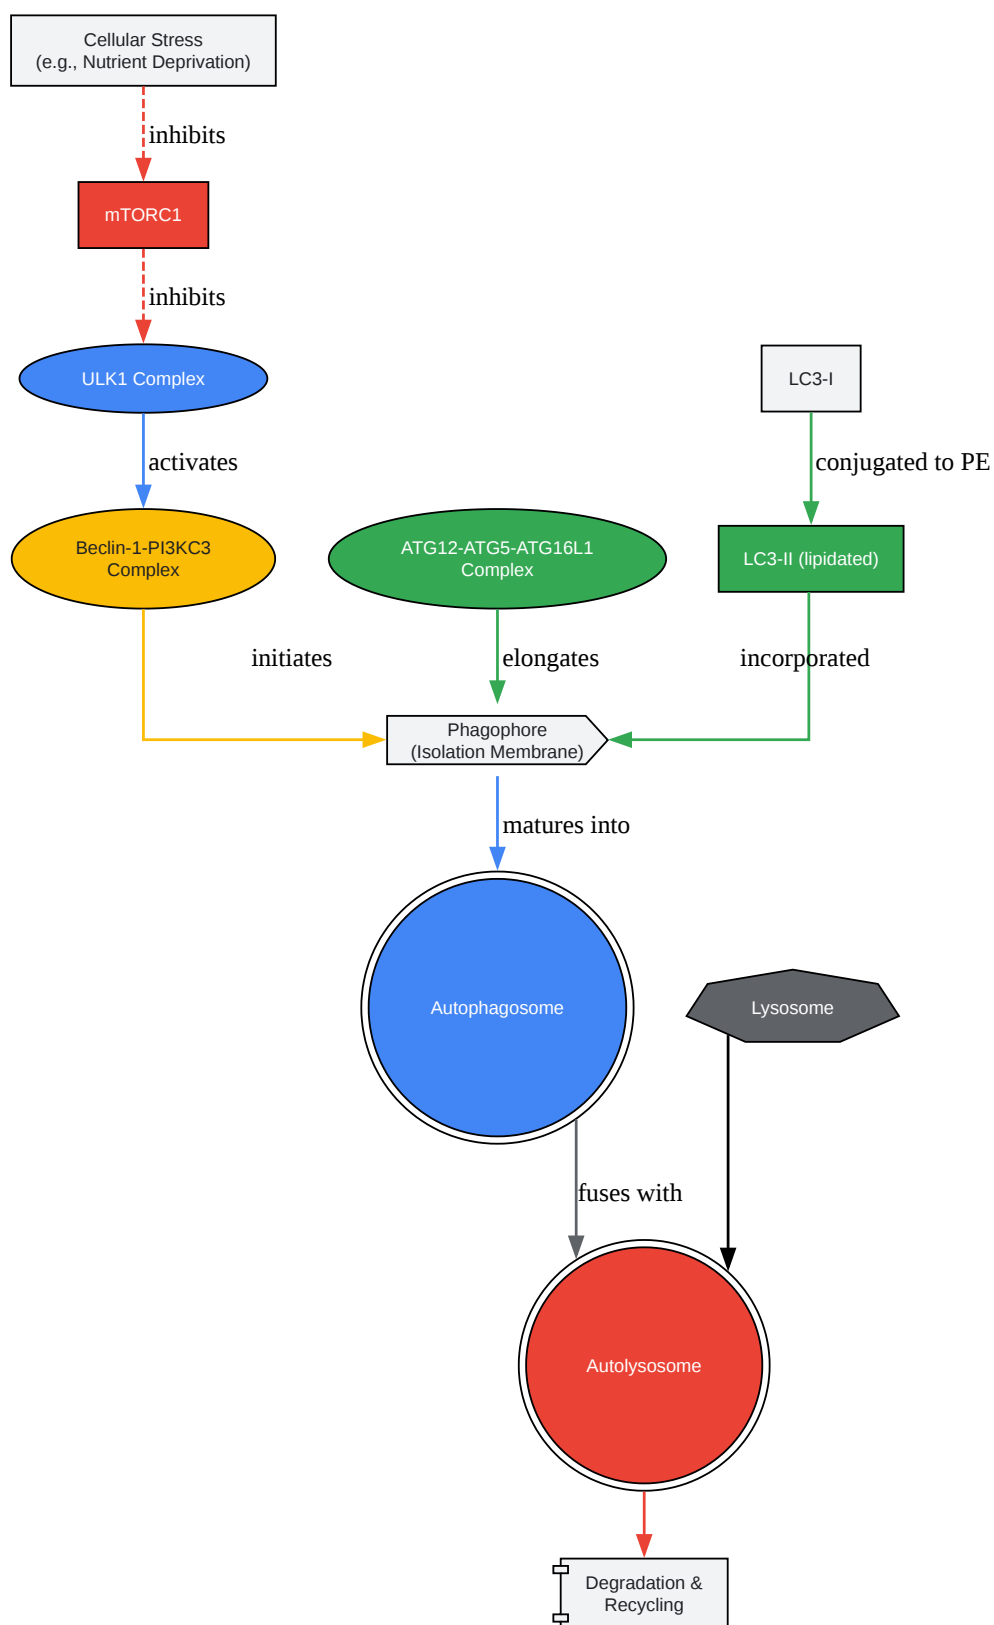 Cellular Stress
(e.g., Nutrient Deprivation)
inhibits
mTORC1
inhibits
ULK1 Complex
LC3-I
activates
conjugated to PE
Beclin-1-PI3KC3
Complex
ATG12-ATG5-ATG16L1
Complex
LC3-II (lipidated)
initiates
elongates
incorporated
Phagophore
(Isolation Membrane)
matures into
Autophagosome
Lysosome
fuses with
Autolysosome
Degradation &
Recycling